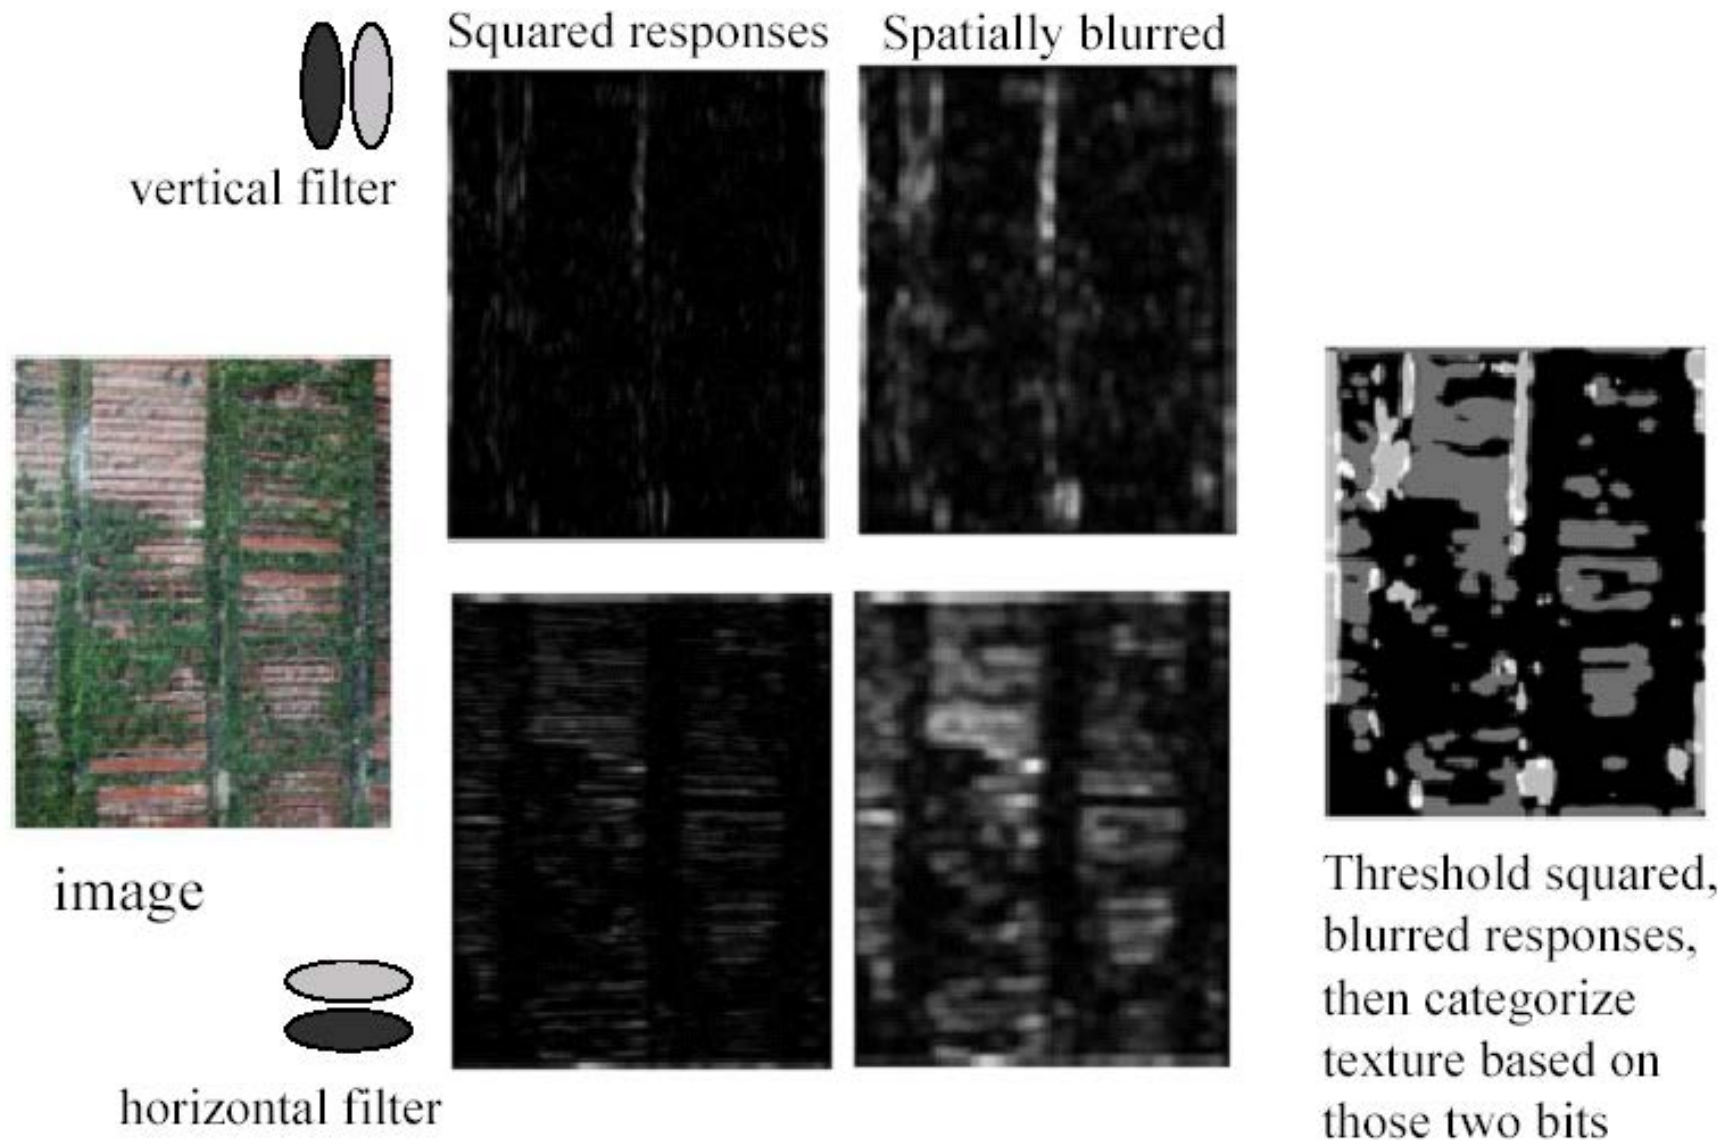 Squared responses
Spatially blurred
vertical filter
image
horizontal filter
Threshold squared,
blurred responses,
then categorize
texture based on
those two bits